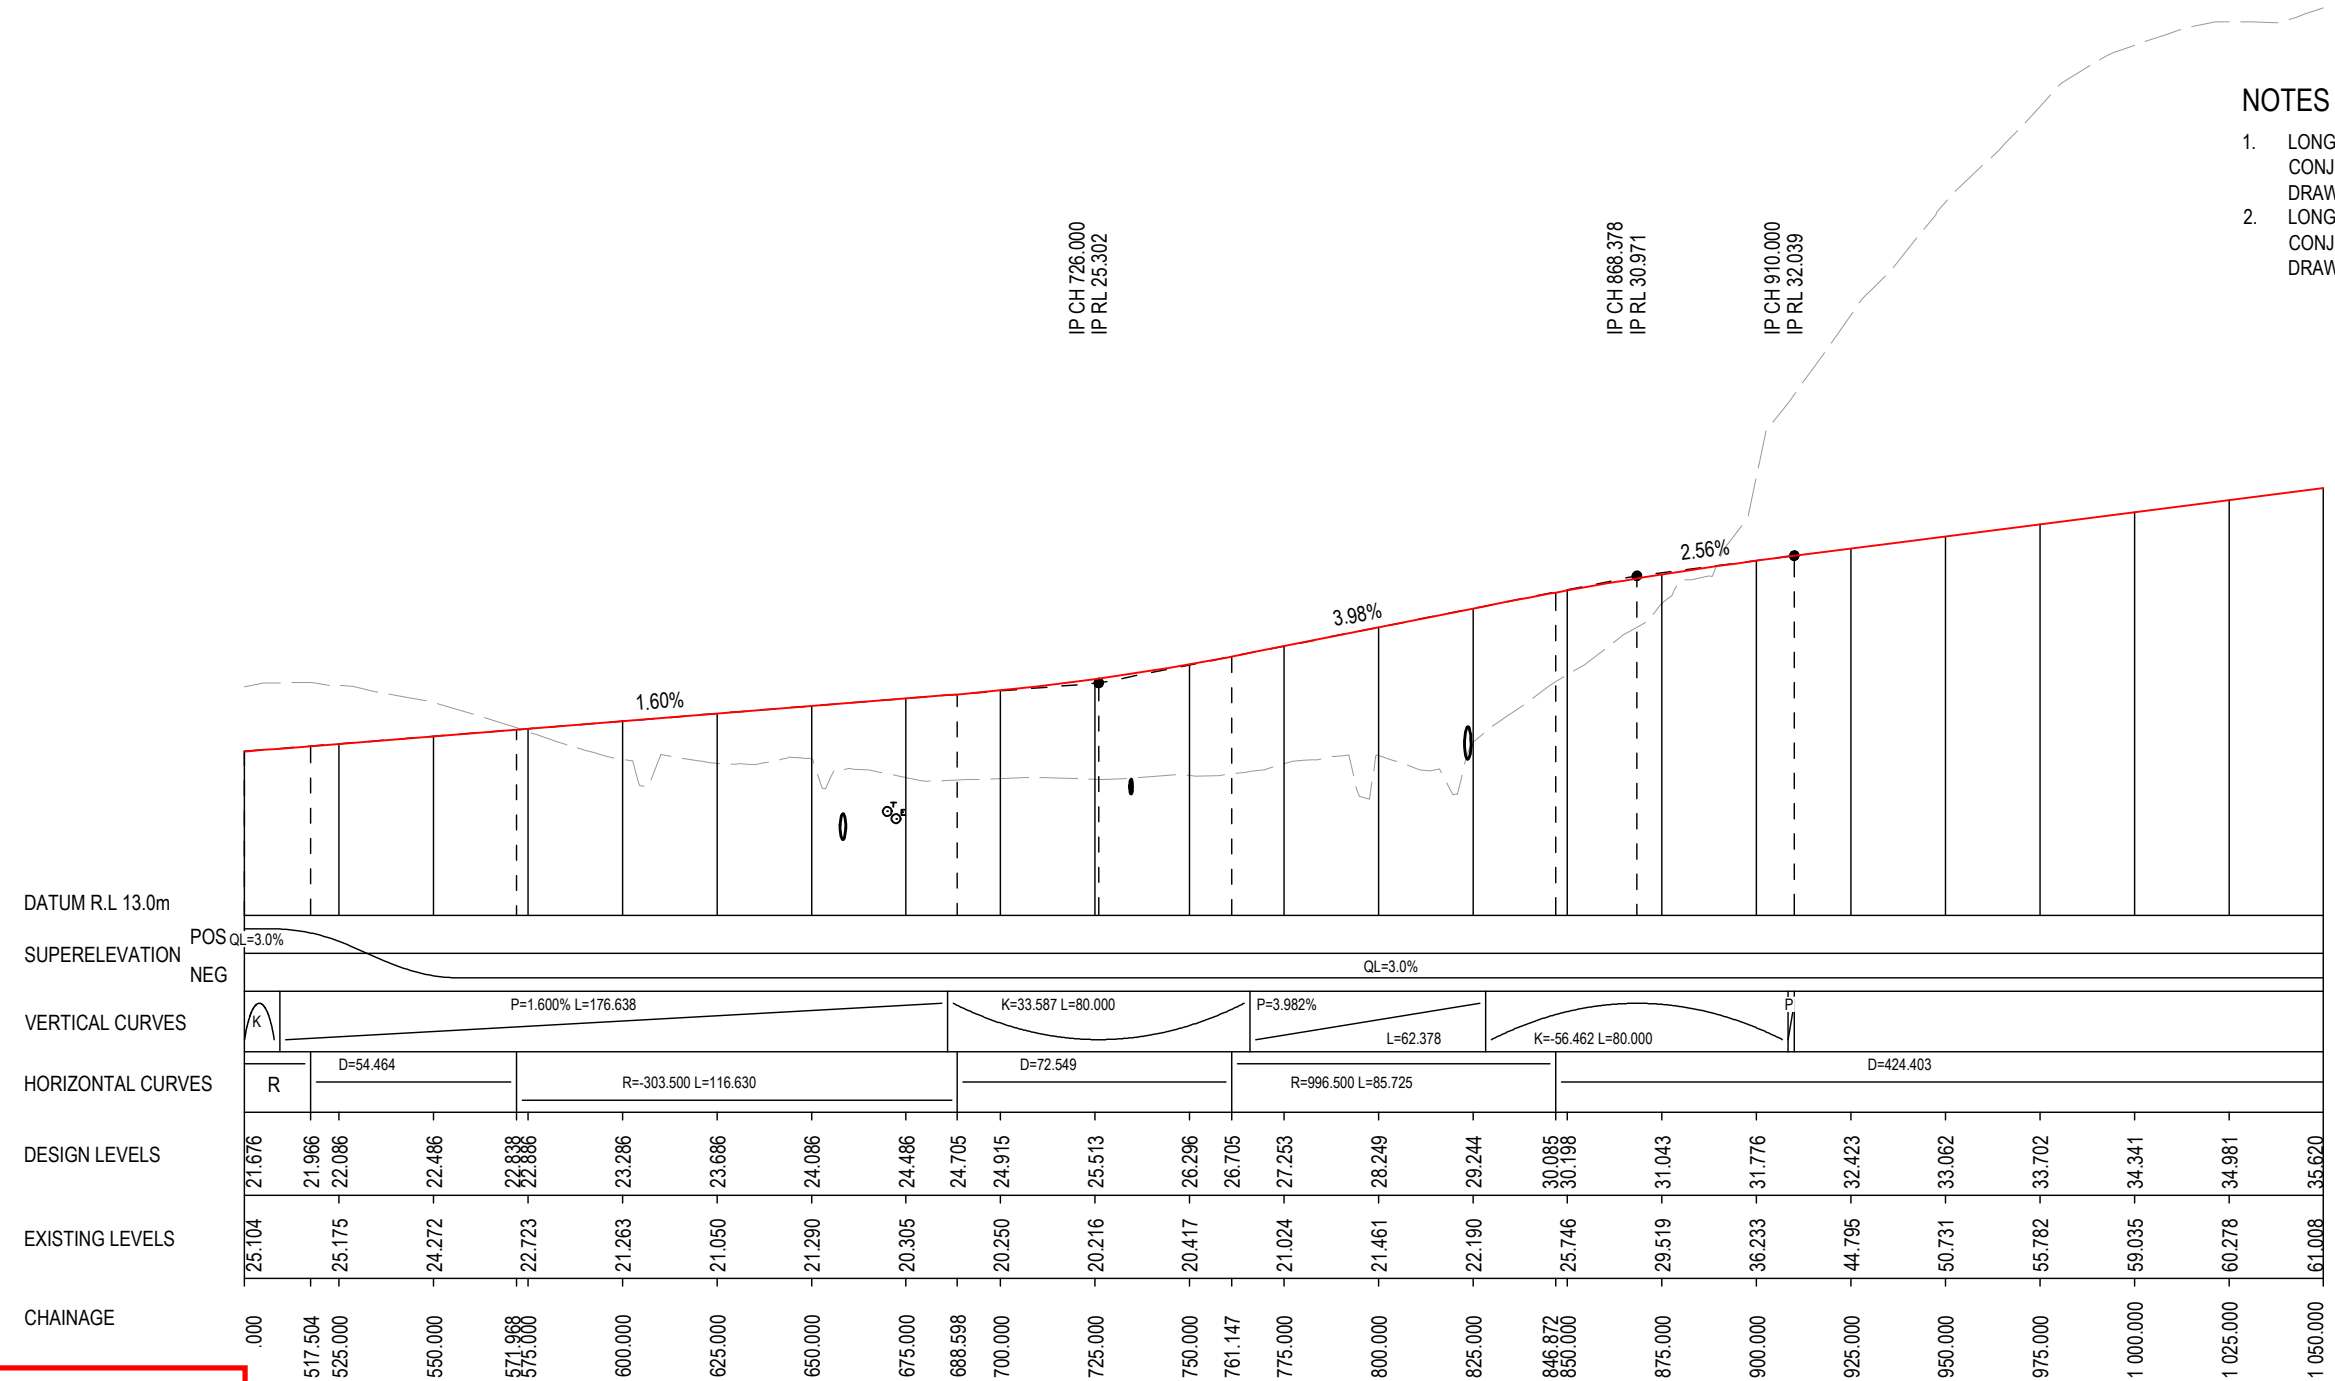 NOTES
1. LONG
CONJ
DRAW
2. LONG
CONJ
DRAW
IP CH 726.000
IP RL 25.302
IP CH 868.378
IP RL 30.971
IP CH 910.000
IP RL 32.039
1.60%
3.98%
2.56%
T
E
DATUM R.L 13.0m
SUPERELEVATION
POS
NEG
QL=3.0%
QL=3.0%
VERTICAL CURVES
K
P=1.600% L=176.638
K=33.587 L=80.000
P=3.982%
L=62.378
K=-56.462 L=80.000
P
HORIZONTAL CURVES
R
D=54.464
R=-303.500 L=116.630
D=72.549
R=996.500 L=85.725
D=424.403
DESIGN LEVELS
21.676 21.966 22.086 22.486 22.838 22.886 23.286 23.686 24.086 24.486 24.705 24.915 25.513 26.296 26.705 27.253 28.249 29.244 30.085 30.198 31.043 31.776 32.423 33.062 33.702 34.341 34.981 35.620
EXISTING LEVELS
25.104 25.175 24.272 22.723 21.263 21.050 21.290 20.305 20.250 20.216 20.417 21.024 21.461 22.190 25.746 29.519 36.233 44.795 50.731 55.782 59.035 60.278 61.008
CHAINAGE
.000 517.504 525.000 550.000 571.968 575.000 600.000 625.000 650.000 675.000 688.598 700.000 725.000 750.000 761.147 775.000 800.000 825.000 846.872 850.000 875.000 900.000 925.000 950.000 975.000 1 000.000 1 025.000 1 050.000